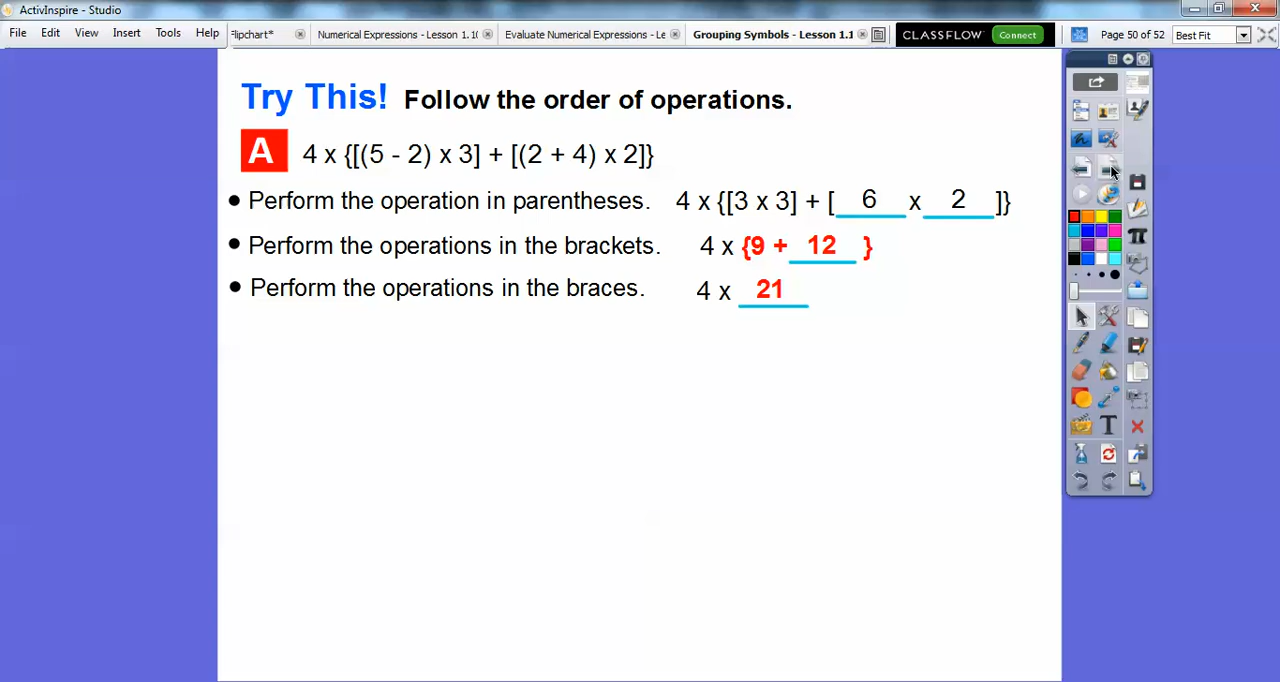 ActivInspire - Studio
File Edit View Insert Tools Help
Flipchart* Numerical Expressions - Lesson 1.10 Evaluate Numerical Expressions - Le Grouping Symbols - Lesson 1.1 CLASSFLOW Connect Page 50 of 52 Best Fit
Try This! Follow the order of operations.
A 4 x {[(5 - 2) x 3] + [(2 + 4) x 2]}
• Perform the operation in parentheses. 4 x {[3 x 3] + [ 6 x 2 ]}
• Perform the operations in the brackets. 4 x {9 + 12 }
• Perform the operations in the braces. 4 x 21